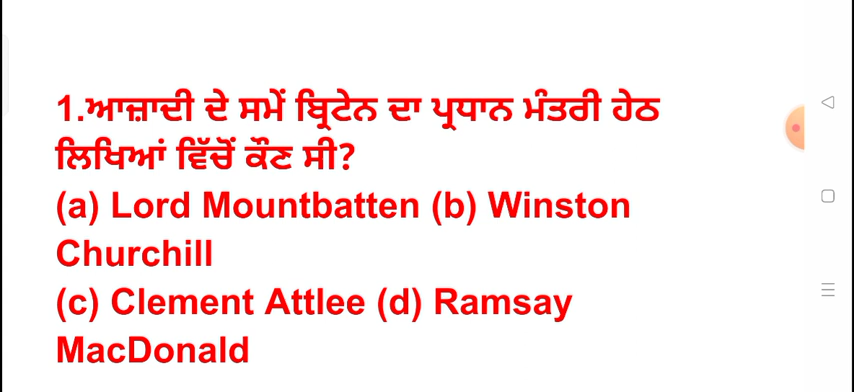 1.ਆਜ਼ਾਦੀ ਦੇ ਸਮੇਂ ਬ੍ਰਿਟੇਨ ਦਾ ਪ੍ਰਧਾਨ ਮੰਤਰੀ ਹੇਠ
ਲਿਖਿਆਂ ਵਿੱਚੋਂ ਕੌਣ ਸੀ?
(a) Lord Mountbatten (b) Winston
Churchill
(c) Clement Attlee (d) Ramsay
MacDonald